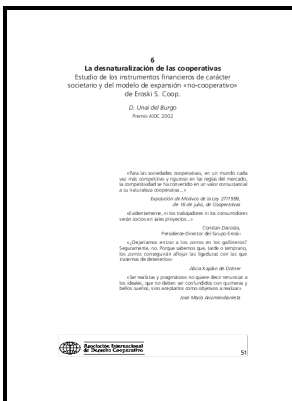 6
La desnaturalización de las cooperativas
Estudio de los instrumentos financieros de carácter
societario y del modelo de expansión «no-cooperativo»
de Eroski S. Coop.
D. Unai del Burgo
Premio AIDC 2002
«Para las sociedades cooperativas, en un mundo cada
vez más competitivo y riguroso en las reglas del mercado,
la competitividad se ha convertido en un valor consustancial
a su naturaleza cooperativa...»
Exposición de Motivos de la Ley 27/1999,
de 16 de julio, de Cooperativas
«Evidentemente, ni los trabajadores ni los consumidores
serán socios en tales proyectos...»
Constan Dacosta,
Presidente-Director del Grupo Eroski
«¿Dejaríamos entrar a los zorros en los gallineros?
Seguramente, no. Porque sabemos que, tarde o temprano,
los zorros conseguirán aflojar las ligaduras con las que
tratemos de detenerlos»
Alicia Kaplan de Drimer
«Ser realistas y pragmáticos no quiere decir renunciar a
los ideales, que no deben ser confundidos con quimeras y
bellos sueños, sino aceptarlos como objetivos a realizar»
Jose María Arizmendiarrieta
Asociación Internacional
de Derecho Cooperativo
51